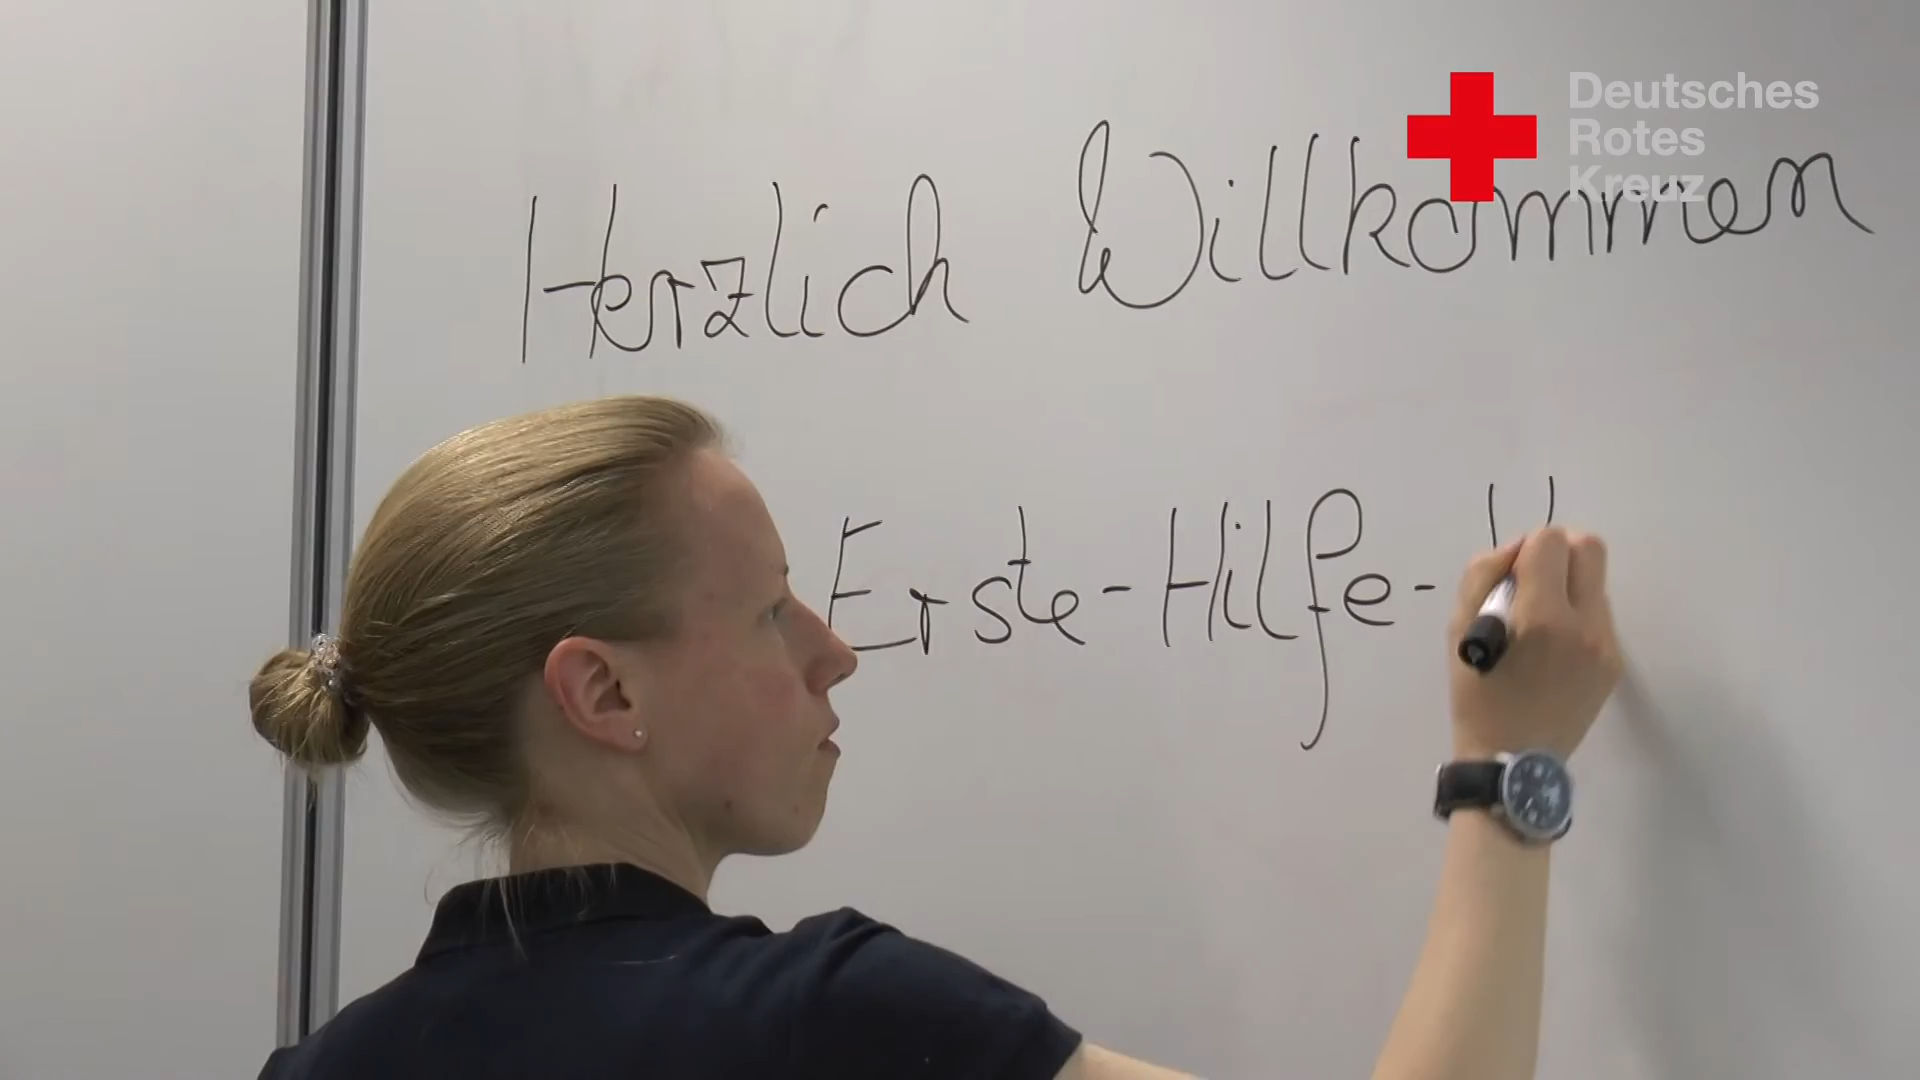 Deutsches
Rotes
Kreuz
Herzlich Willkommen
Erste-Hilfe-